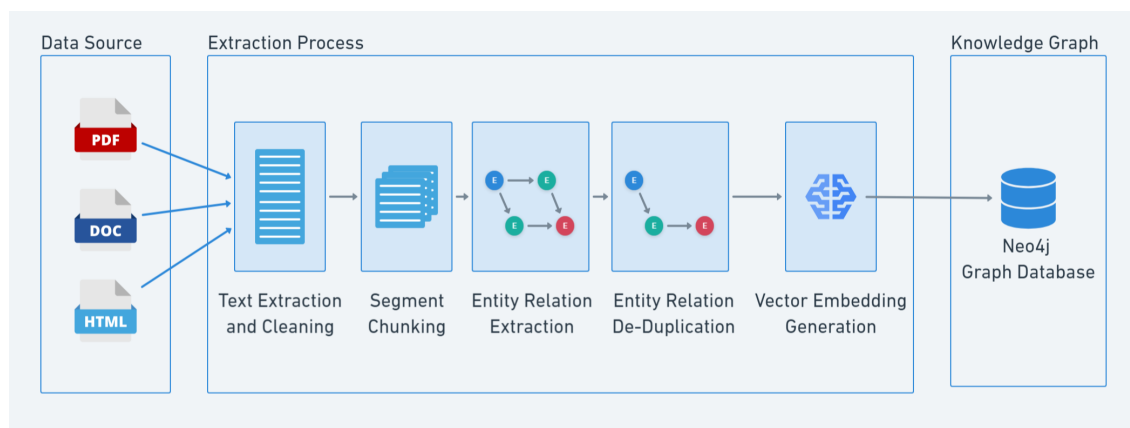 Data Source
Extraction Process
Knowledge Graph
PDF
DOC
HTML
E
E
E
E
E
E
E
Text Extraction
and Cleaning
Segment
Chunking
Entity Relation
Extraction
Entity Relation
De-Duplication
Vector Embedding
Generation
Neo4j
Graph Database